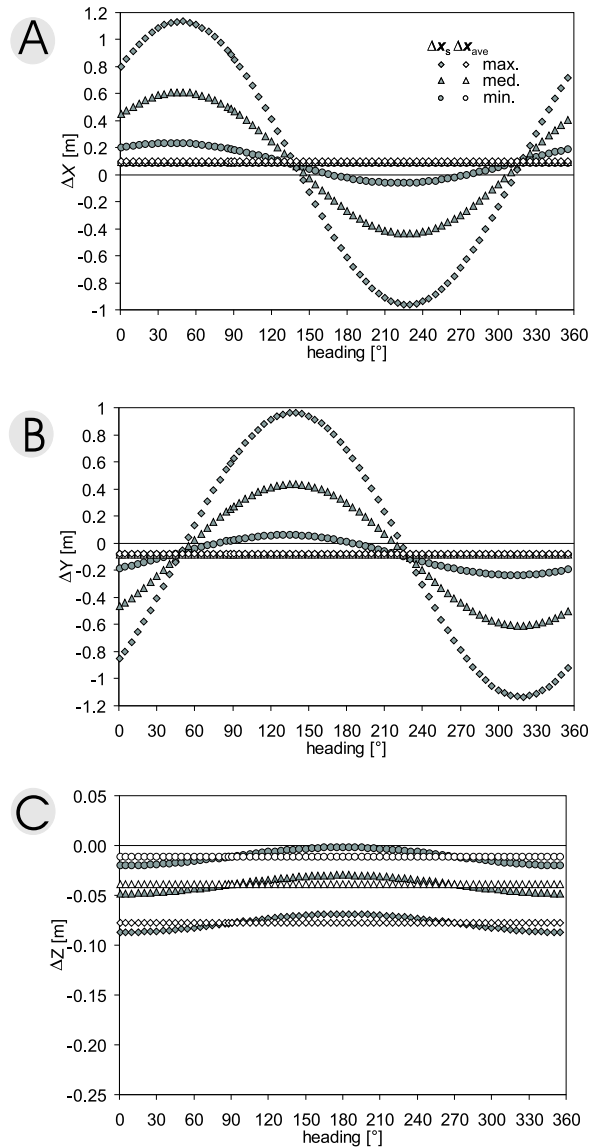 A
Δx_s Δx_ave
max.
med.
min.
1.2
1
0.8
0.6
0.4
0.2
0
-0.2
-0.4
-0.6
-0.8
-1
ΔX [m]
0 30 60 90 120 150 180 210 240 270 300 330 360
heading [°]
B
1
0.8
0.6
0.4
0.2
0
-0.2
-0.4
-0.6
-0.8
-1
-1.2
ΔY [m]
0 30 60 90 120 150 180 210 240 270 300 330 360
heading [°]
C
0.05
0.00
-0.05
-0.10
-0.15
-0.20
-0.25
ΔZ [m]
0 30 60 90 120 150 180 210 240 270 300 330 360
heading [°]